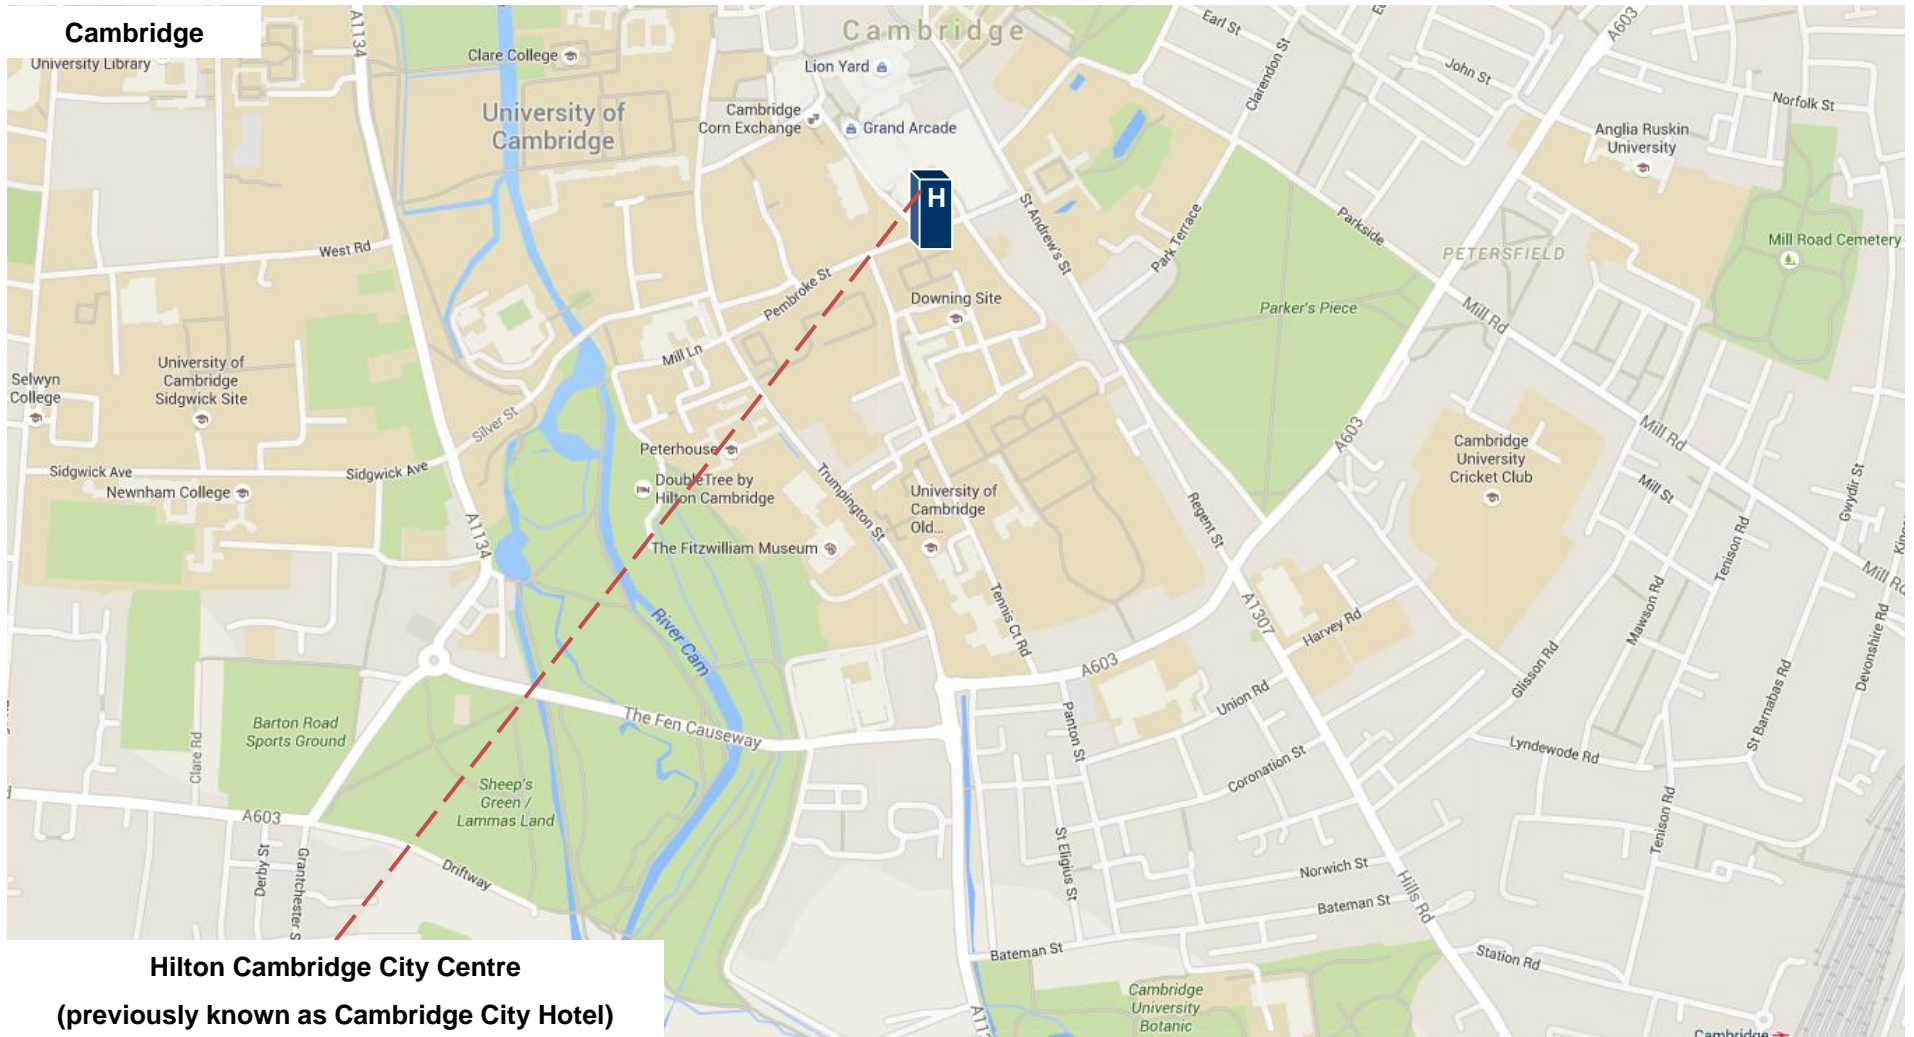 Cambridge
University Library
A1134
Clare College
Cambridge
Lion Yard
Earl St
Clarendon St
A603
John St
Norfolk St
University of
Cambridge
Cambridge
Corn Exchange
Grand Arcade
Anglia Ruskin
University
H
St Andrew's St
Park Terrace
Parkside
PETERSFIELD
Mill Road Cemetery
West Rd
Pembroke St
Downing Site
Parker's Piece
Mill Rd
Mill Ln
University of
Cambridge
Sidgwick Site
Selwyn
College
Silver St
A603
Mill Rd
Cambridge
University
Cricket Club
Sidgwick Ave
Sidgwick Ave
Peterhouse
Trumpington St
Newnham College
DoubleTree by
Hilton Cambridge
University of
Cambridge
Old...
Regent St
Mill St
Gwydir St
A1134
The Fitzwilliam Museum
Tenison Rd
Mill Rd
Tennis Ct Rd
A1307
Harvey Rd
Mawson Rd
Devonshire Rd
River Cam
A603
Glisson Rd
Union Rd
St Barnabas Rd
Barton Road
Sports Ground
Clare Rd
The Fen Causeway
Panton St
Coronation St
Lyndewode Rd
Sheep's
Green /
Lammas Land
A603
Tenison Rd
Derby St
Grantchester S
Driftway
St Eligius St
Norwich St
Hills Rd
Bateman St
Bateman St
Station Rd
Hilton Cambridge City Centre
(previously known as Cambridge City Hotel)
Cambridge
University
Botanic
Cambridge